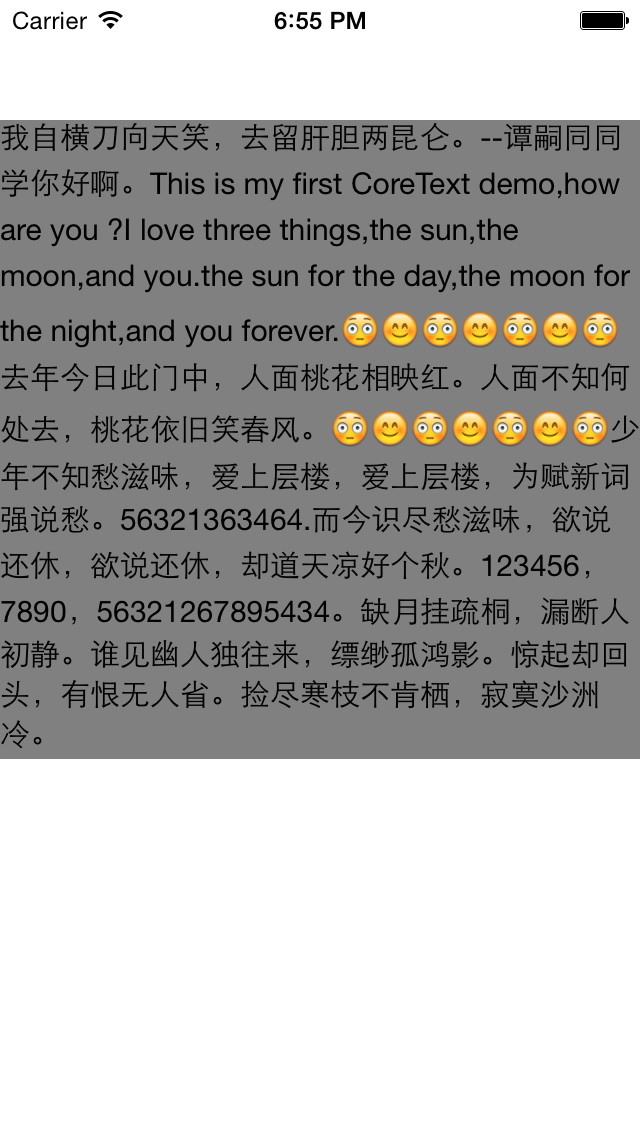 Carrier 6:55 PM
我自横刀向天笑，去留肝胆两昆仑。--谭嗣同同
学你好啊。This is my first CoreText demo,how
are you ?I love three things,the sun,the
moon,and you.the sun for the day,the moon for
the night,and you forever.😳😊😳😊😳😊😳
去年今日此门中，人面桃花相映红。人面不知何
处去，桃花依旧笑春风。😳😊😳😊😳😊😳少
年不知愁滋味，爱上层楼，爱上层楼，为赋新词
强说愁。56321363464.而今识尽愁滋味，欲说
还休，欲说还休，却道天凉好个秋。123456，
7890，56321267895434。缺月挂疏桐，漏断人
初静。谁见幽人独往来，缥缈孤鸿影。惊起却回
头，有恨无人省。捡尽寒枝不肯栖，寂寞沙洲
冷。